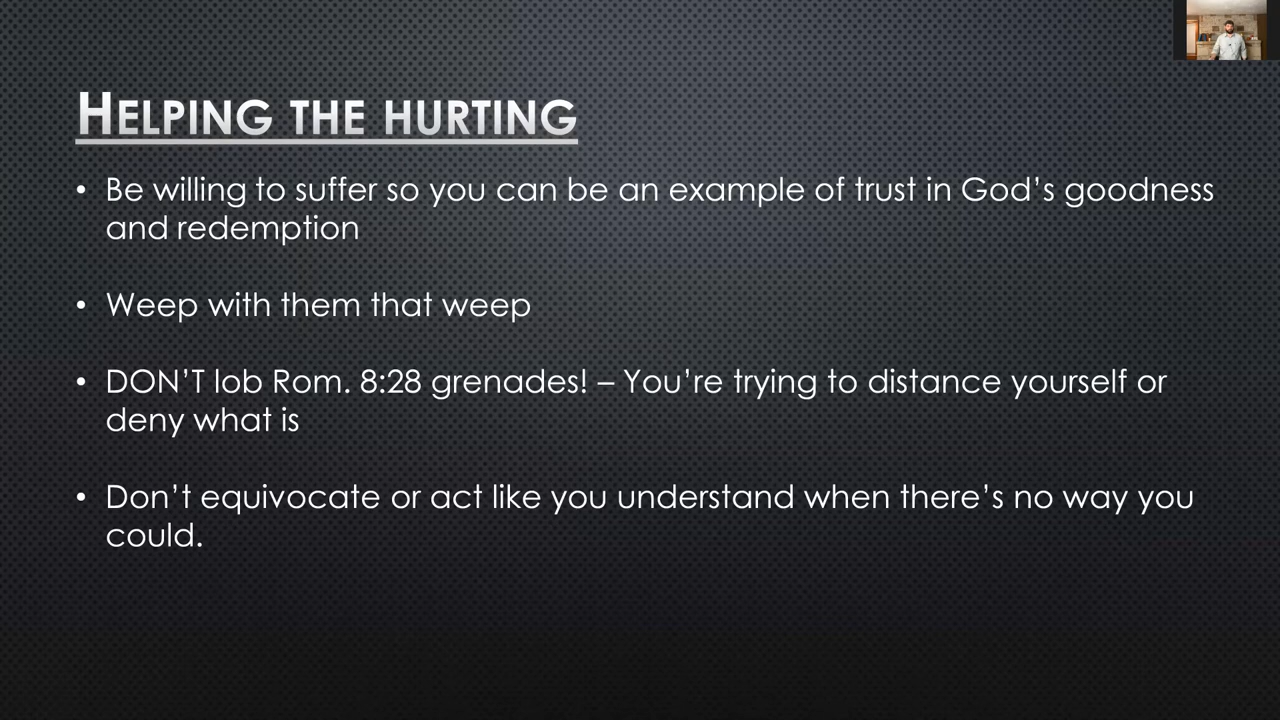 HELPING THE HURTING
• Be willing to suffer so you can be an example of trust in God’s goodness
and redemption
• Weep with them that weep
• DON’T lob Rom. 8:28 grenades! – You’re trying to distance yourself or
deny what is
• Don’t equivocate or act like you understand when there’s no way you
could.